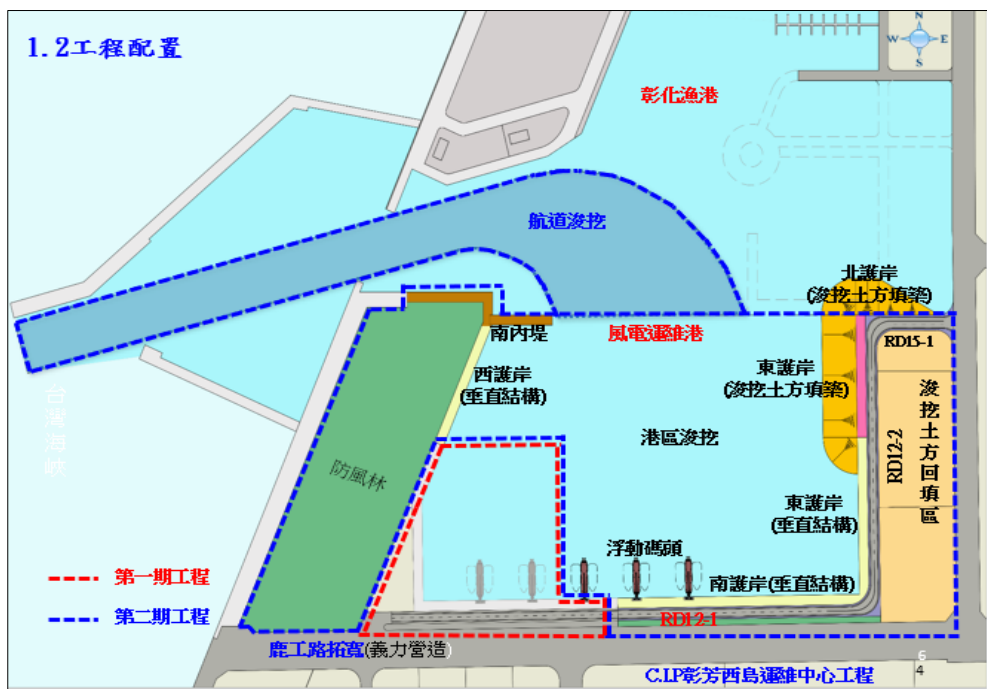 1.2工程配置
N
W
E
S
彰化漁港
航道浚挖
北護岸
(浚挖土方填築)
南內堤
風電運維港
RD15-1
西護岸
(垂直結構)
東護岸
(浚挖土方填築)
台灣海峽
港區浚挖
RD12-2
浚挖土方回填區
防風林
東護岸
(垂直結構)
浮動碼頭
第一期工程
南護岸(垂直結構)
第二期工程
RD12-1
鹿工路拓寬(義力營造)
C.I.P彰芳西島運維中心工程
6
4